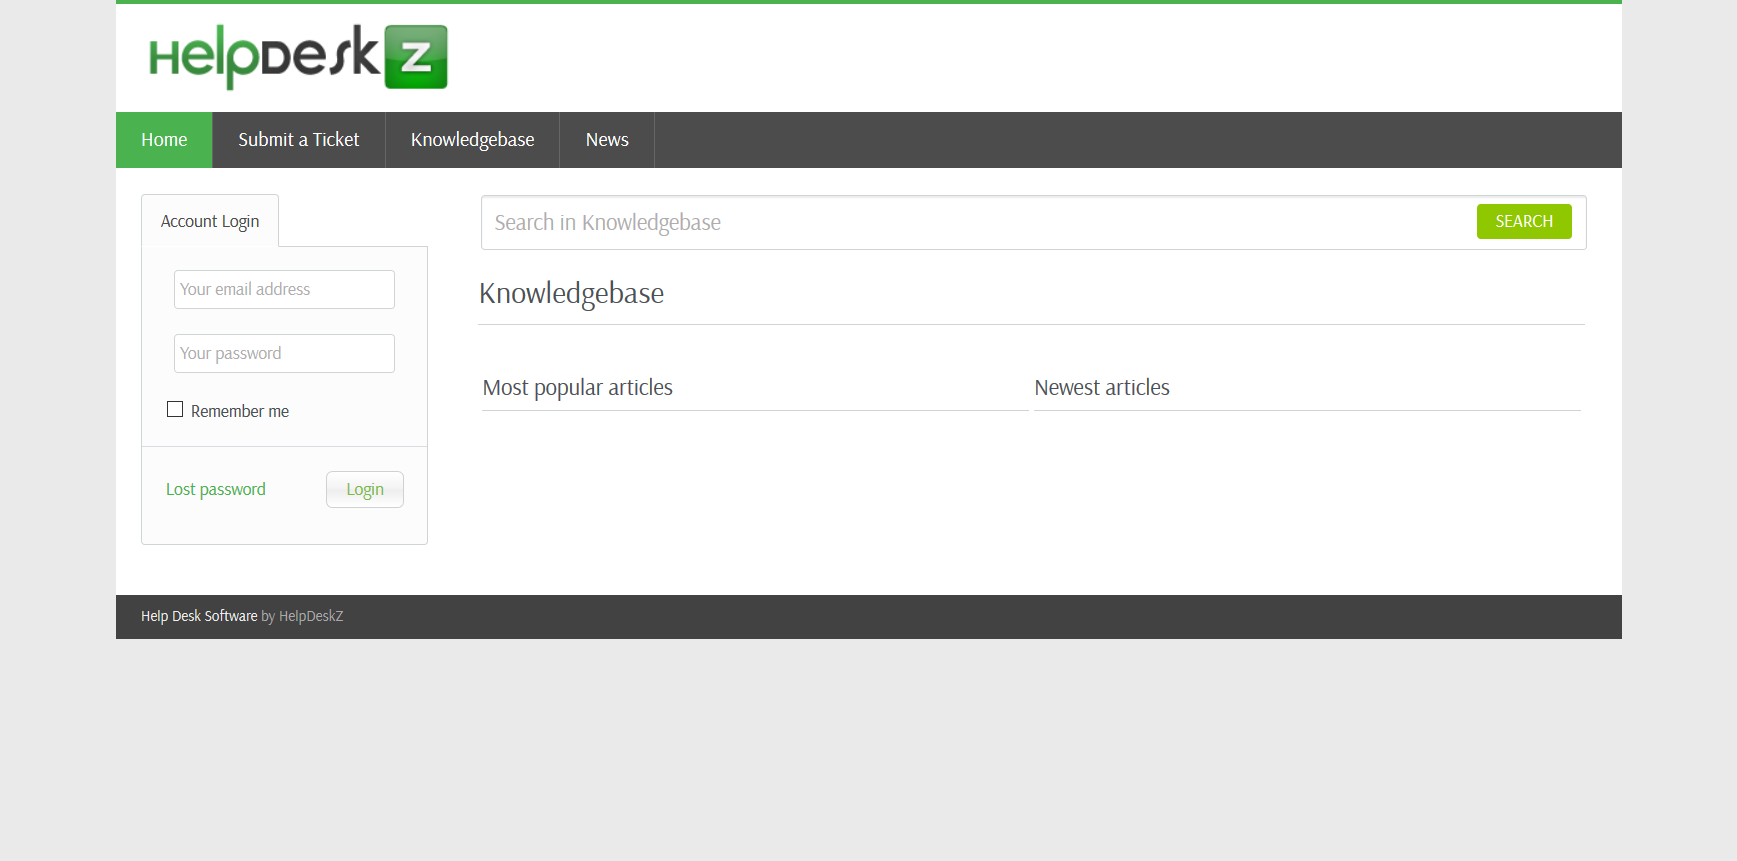 HelpDeskZ
Home
Submit a Ticket
Knowledgebase
News
Account Login
Your email address
Your password
Remember me
Lost password
Login
Search in Knowledgebase
SEARCH
Knowledgebase
Most popular articles
Newest articles
Help Desk Software by HelpDeskZ